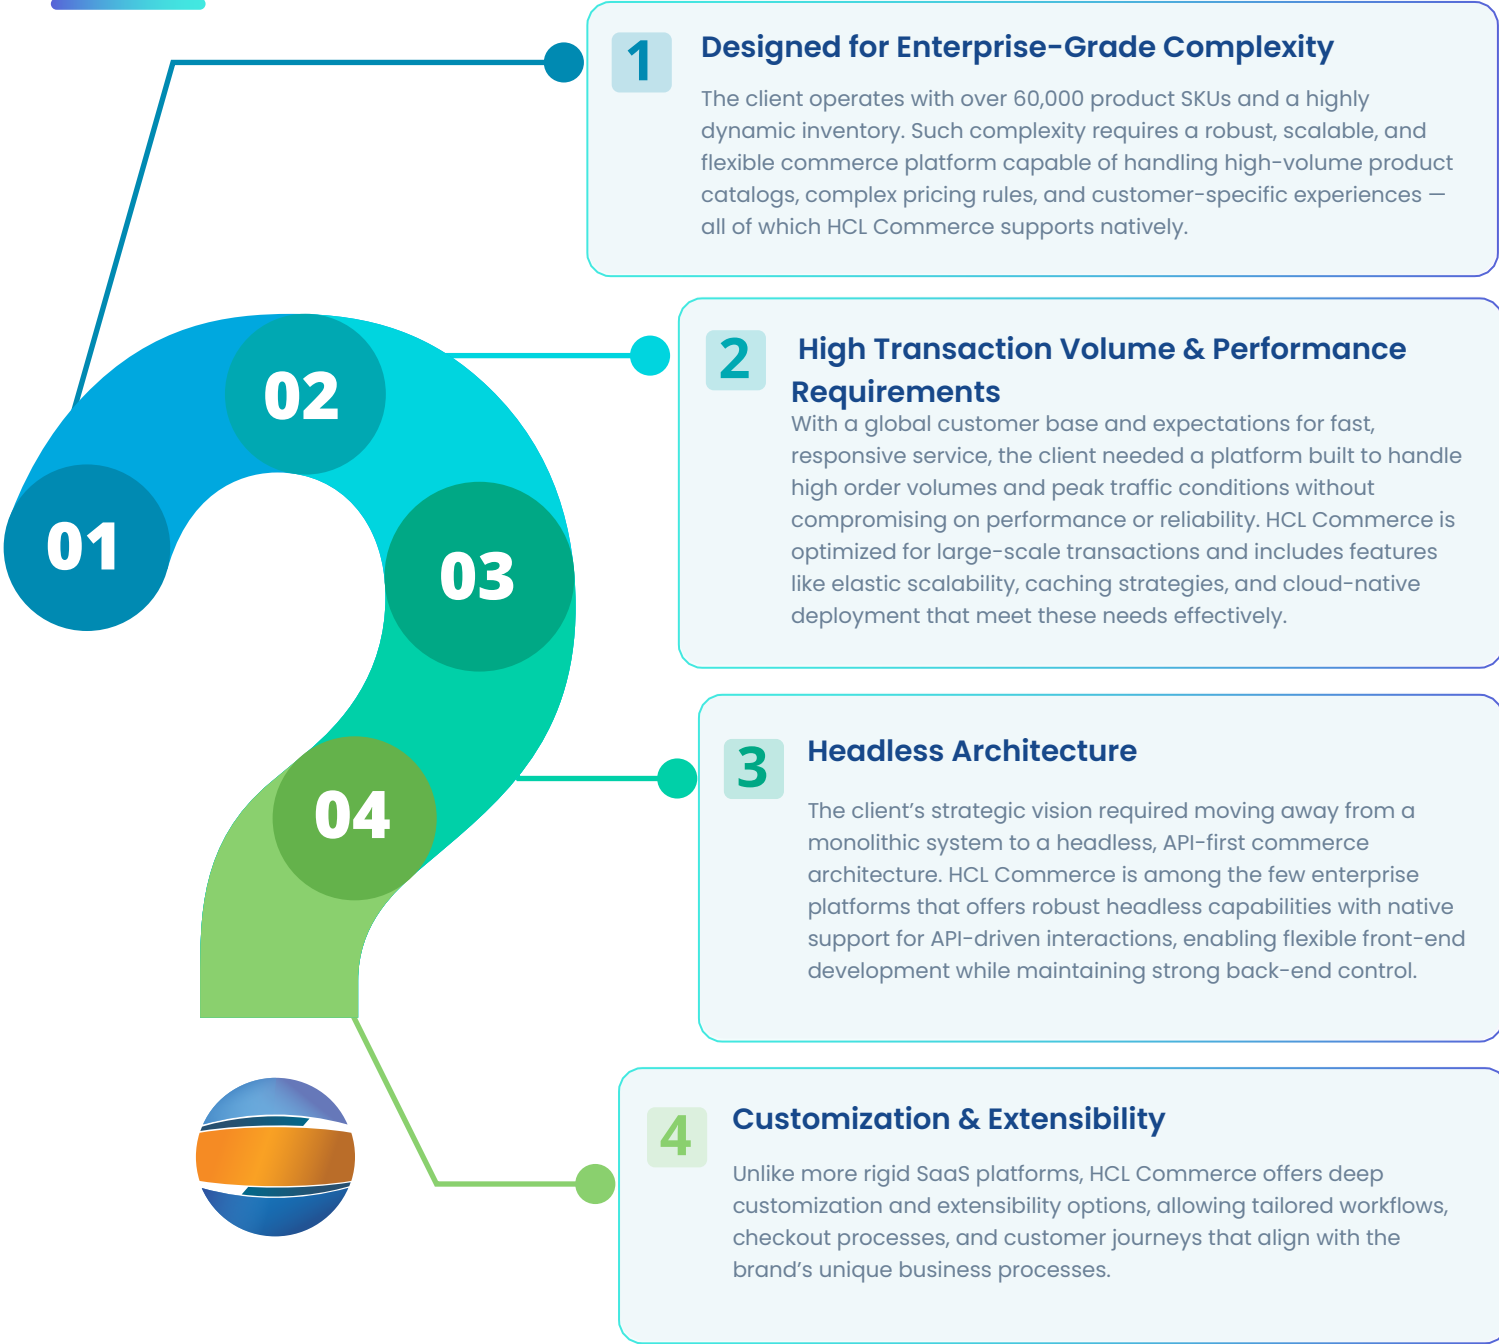 1
Designed for Enterprise-Grade Complexity
The client operates with over 60,000 product SKUs and a highly
dynamic inventory. Such complexity requires a robust, scalable, and
flexible commerce platform capable of handling high-volume product
catalogs, complex pricing rules, and customer-specific experiences —
all of which HCL Commerce supports natively.
2
High Transaction Volume & Performance
Requirements
With a global customer base and expectations for fast,
responsive service, the client needed a platform built to handle
high order volumes and peak traffic conditions without
compromising on performance or reliability. HCL Commerce is
optimized for large-scale transactions and includes features
like elastic scalability, caching strategies, and cloud-native
deployment that meet these needs effectively.
02
01
03
04
3
Headless Architecture
The client’s strategic vision required moving away from a
monolithic system to a headless, API-first commerce
architecture. HCL Commerce is among the few enterprise
platforms that offers robust headless capabilities with native
support for API-driven interactions, enabling flexible front-end
development while maintaining strong back-end control.
4
Customization & Extensibility
Unlike more rigid SaaS platforms, HCL Commerce offers deep
customization and extensibility options, allowing tailored workflows,
checkout processes, and customer journeys that align with the
brand’s unique business processes.